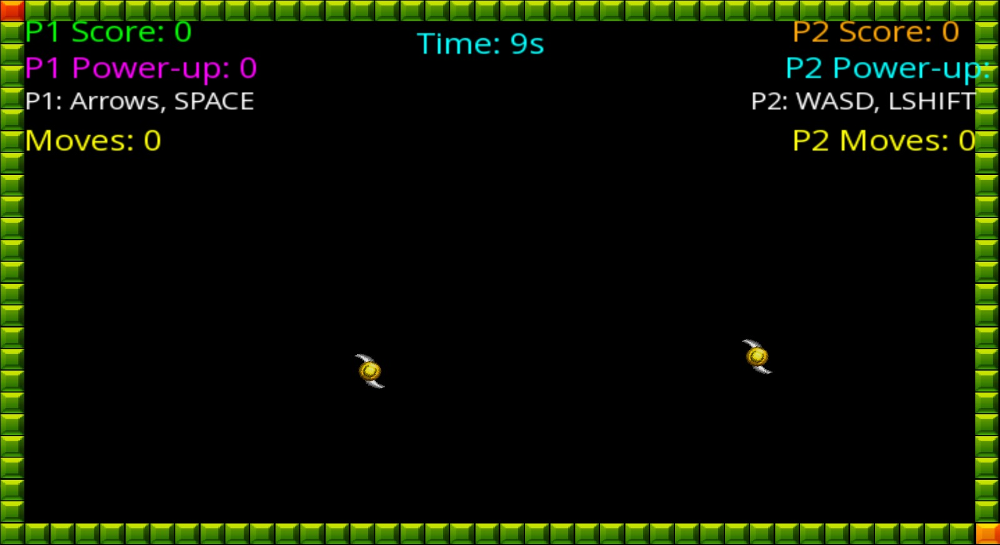 P1 Score: 0
Time: 9s
P2 Score: 0
P1 Power-up: 0
P2 Power-up:
P1: Arrows, SPACE
P2: WASD, LSHIFT
Moves: 0
P2 Moves: 0